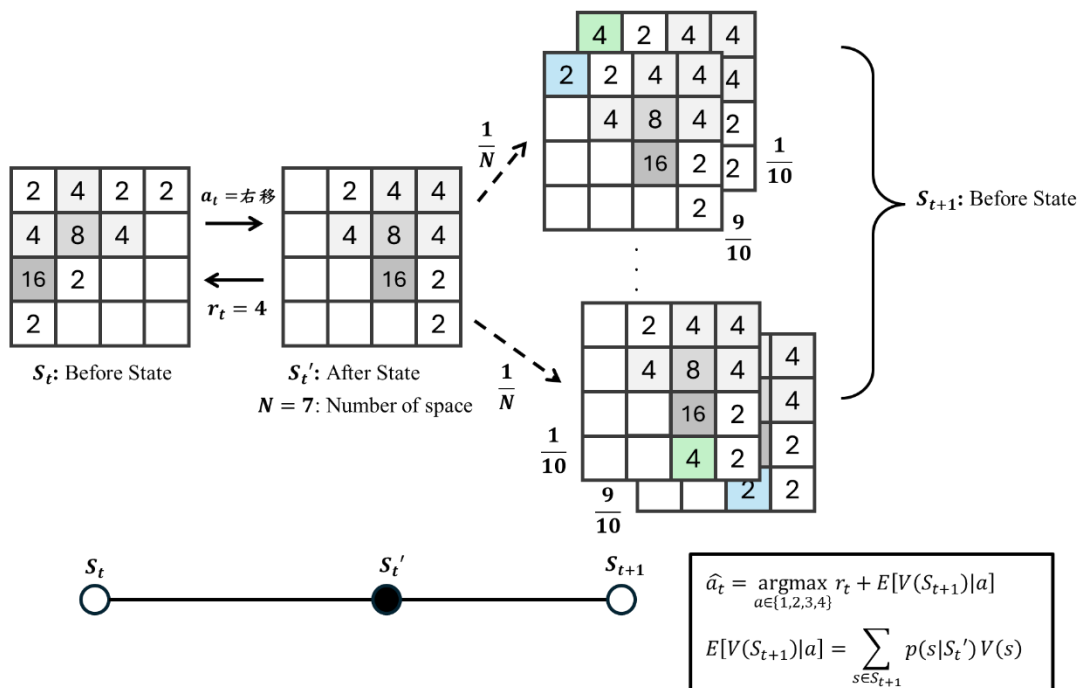 4 2 4 4
2 2 4 4 4
4 8 4 2
16 2 2
2
1/N
1/10
9/10
S_{t+1}: Before State
2 4 2 2
4 8 4
16 2
2
a_t = 右移
r_t = 4
2 4 4
4 8 4
16 2
2
S_t: Before State
S_t': After State
N = 7: Number of space
1/N
.
.
.
2 4 4
4 8 4 4
16 2 4
4 2 2
2 2
1/10
9/10
S_t
S_t'
S_{t+1}
\hat{a_t} = argmax r_t + E[V(S_{t+1})|a]
a∈{1,2,3,4}
E[V(S_{t+1})|a] = ∑ p(s|S_t')V(s)
s∈S_{t+1}